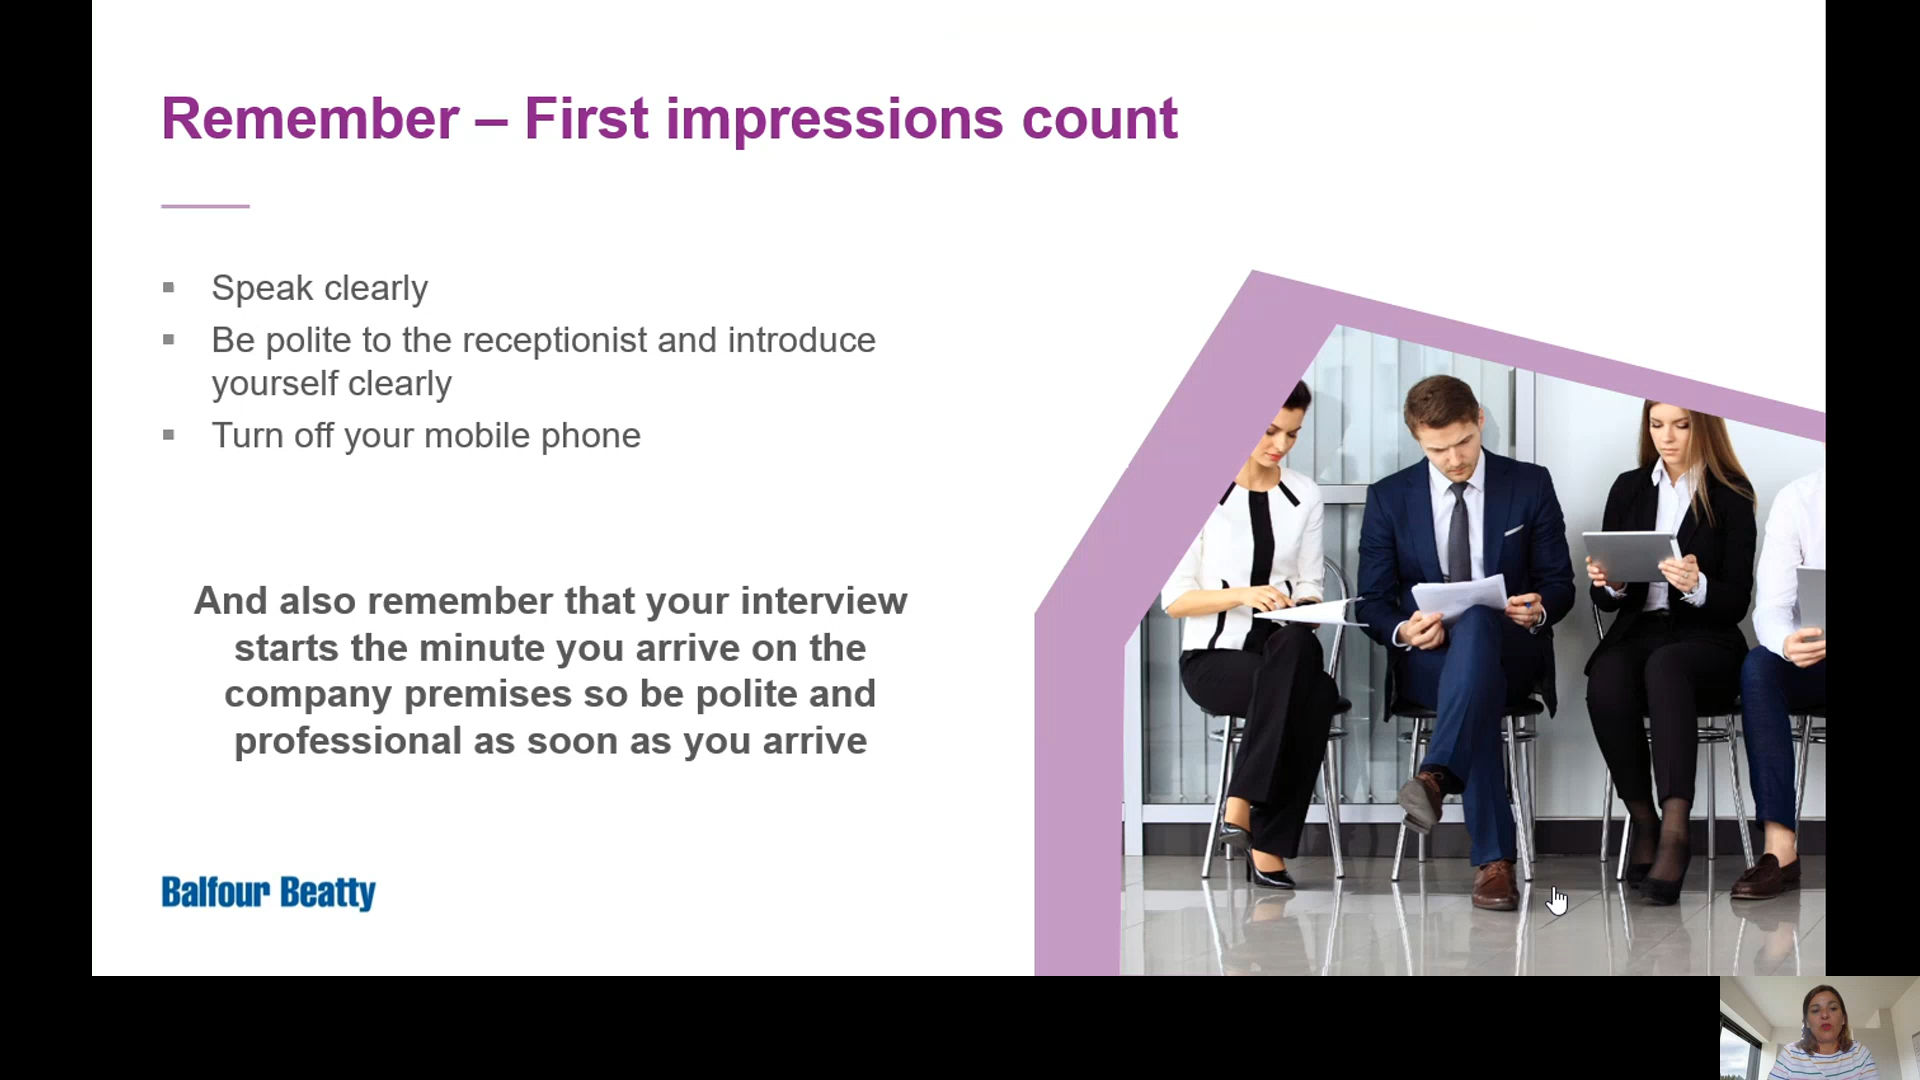 Remember – First impressions count
Speak clearly
Be polite to the receptionist and introduce
yourself clearly
Turn off your mobile phone
And also remember that your interview
starts the minute you arrive on the
company premises so be polite and
professional as soon as you arrive
Balfour Beatty